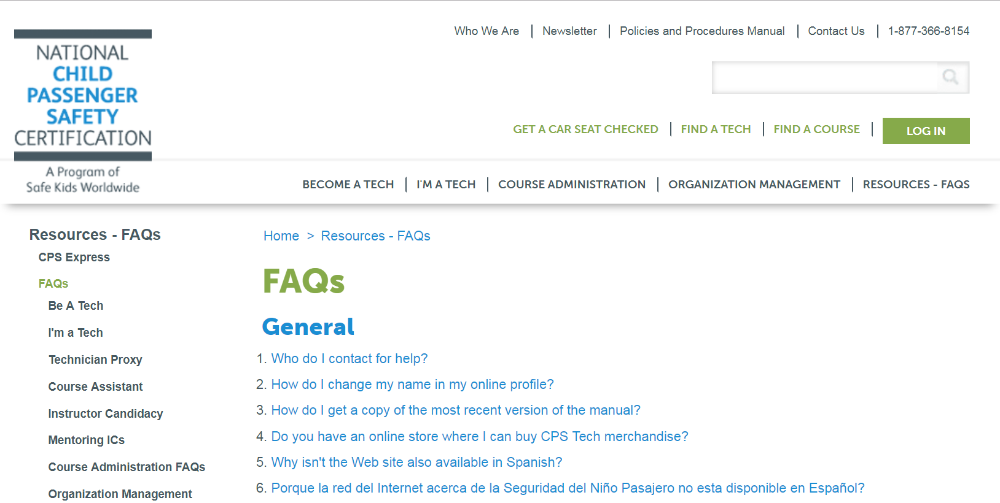 Who We Are
Newsletter
Policies and Procedures Manual
Contact Us
1-877-366-8154
NATIONAL
CHILD
PASSENGER
SAFETY
CERTIFICATION
A Program of
Safe Kids Worldwide
GET A CAR SEAT CHECKED
FIND A TECH
FIND A COURSE
LOG IN
BECOME A TECH
I'M A TECH
COURSE ADMINISTRATION
ORGANIZATION MANAGEMENT
RESOURCES - FAQS
Resources - FAQs
CPS Express
FAQs
Be A Tech
I'm a Tech
Technician Proxy
Course Assistant
Instructor Candidacy
Mentoring ICs
Course Administration FAQs
Organization Management
Home > Resources - FAQs
FAQs
General
1. Who do I contact for help?
2. How do I change my name in my online profile?
3. How do I get a copy of the most recent version of the manual?
4. Do you have an online store where I can buy CPS Tech merchandise?
5. Why isn't the Web site also available in Spanish?
6. Porque la red del Internet acerca de la Seguridad del Niño Pasajero no esta disponible en Español?